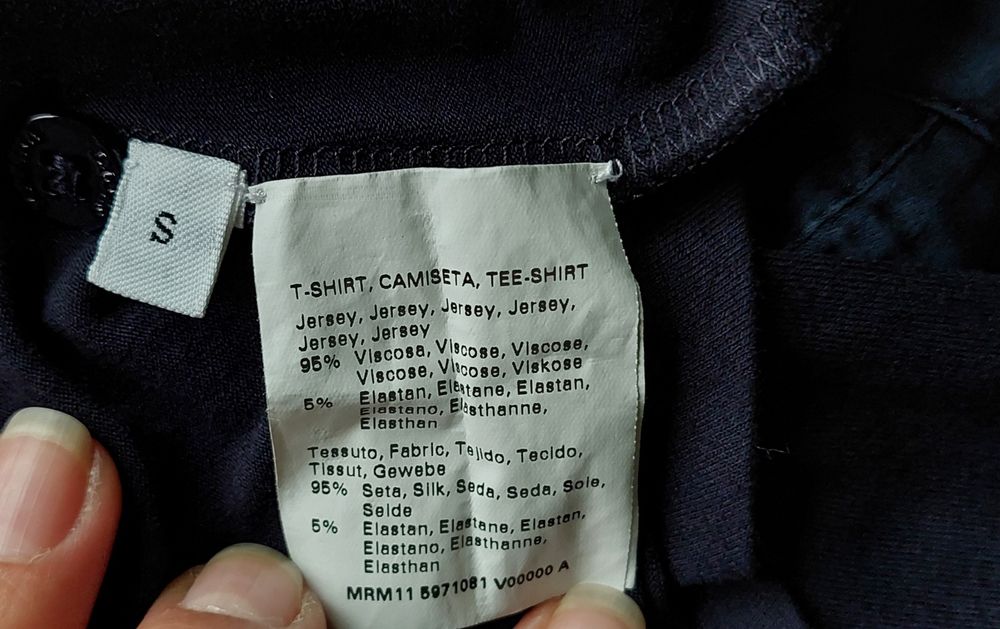 S
T-SHIRT, CAMISETA, TEE-SHIRT
Jersey, Jersey, Jersey, Jersey,
Jersey, Jersey
95% Viscosa, Viscose, Viscose,
Viscose, Viscose, Viskose
5% Elastan, Elastane, Elastan,
Elastano, Elasthanne,
Elasthan
Tessuto, Fabric, Tejido, Tecido,
Tissut, Gewebe
95% Seta, Silk, Seda, Seda, Soie,
Seide
5% Elastan, Elastane, Elastan,
Elastano, Elasthanne,
Elasthan
MRM11 5971081 V00000 A